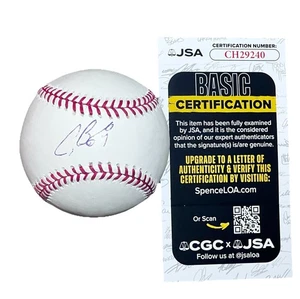 JSA
CERTIFICATION NUMBER:
CH29240
BASIC
CERTIFICATION
This item has been fully examined
by JSA, and it is the considered
opinion of our expert authenticators
that the signature(s) is/are genuine.
UPGRADE TO A LETTER OF
AUTHENTICITY & VERIFY THIS
CERTIFICATION BY VISITING:
SpenceLOA.com
Or Scan
CGC x JSA
Follow us @jsaloa